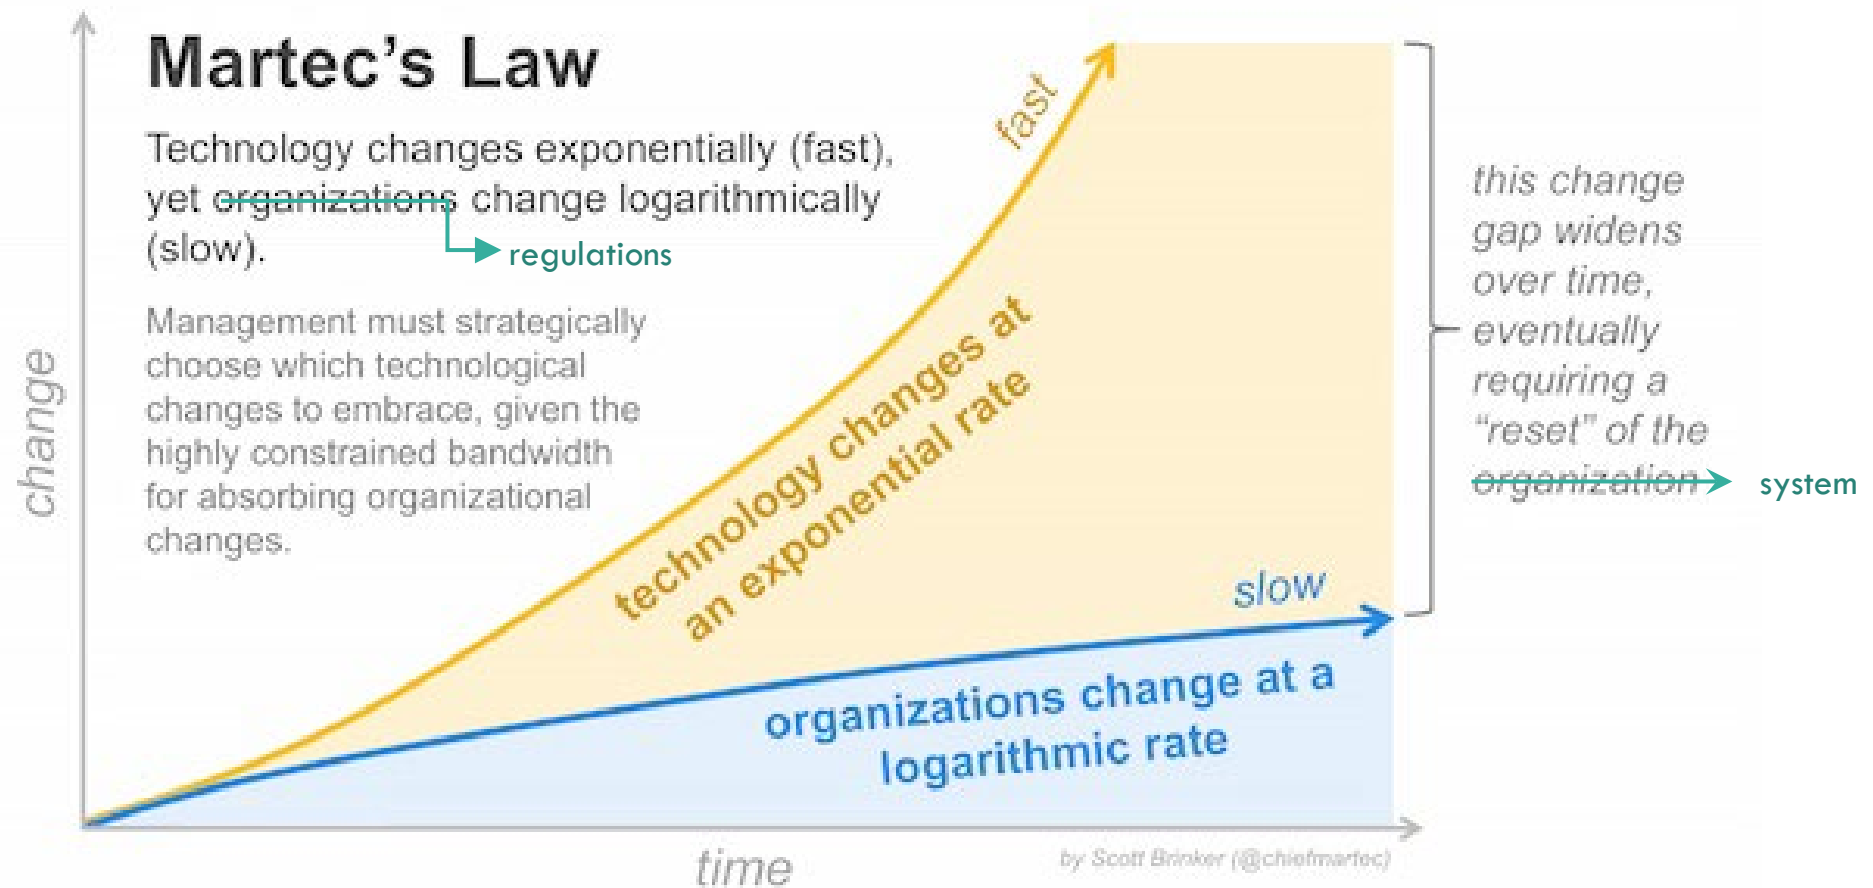 Martec’s Law
Technology changes exponentially (fast),
yet organizations change logarithmically
(slow).
regulations
Management must strategically
choose which technological
changes to embrace, given the
highly constrained bandwidth
for absorbing organizational
changes.
change
fast
technology changes at
an exponential rate
slow
organizations change at a
logarithmic rate
this change
gap widens
over time,
eventually
requiring a
“reset” of the
organization
system
time
by Scott Brinker (@chiefmartec)